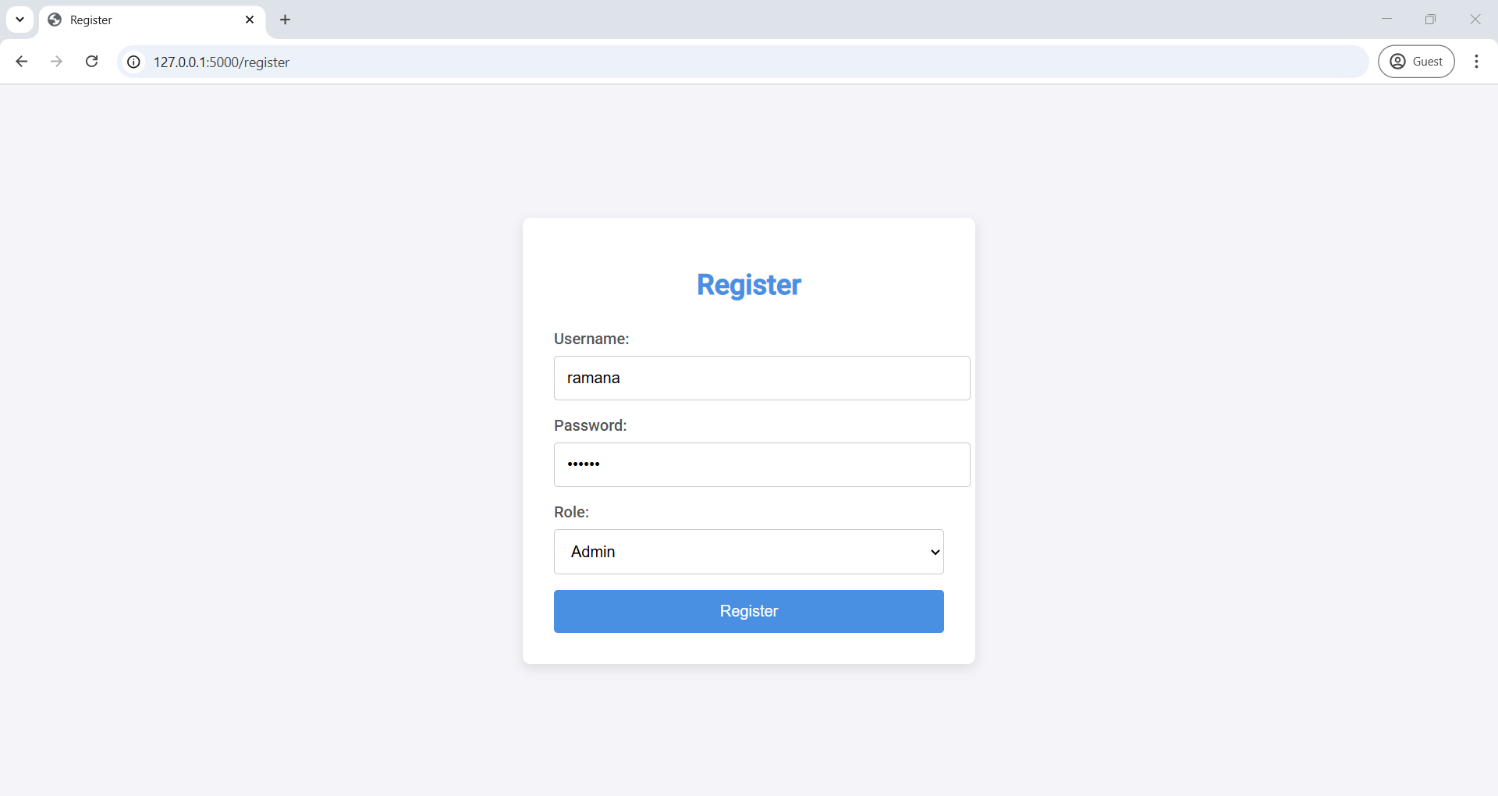 Register
127.0.0.1:5000/register
Guest
Register
Username:
ramana
Password:
••••••
Role:
Admin
Register